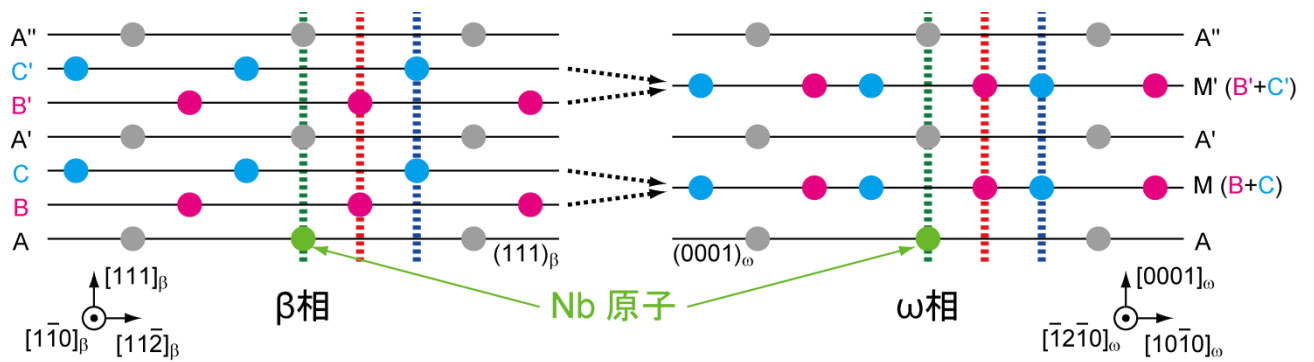 A"
C'
B'
A'
C
B
A
(111)β
[111]β
[11̄0]β
[112̄]β
β相
Nb 原子
A"
M' (B'+C')
A'
M (B+C)
A
(0001)ω
[0001]ω
[1̄21̄0]ω
[101̄0]ω
ω相